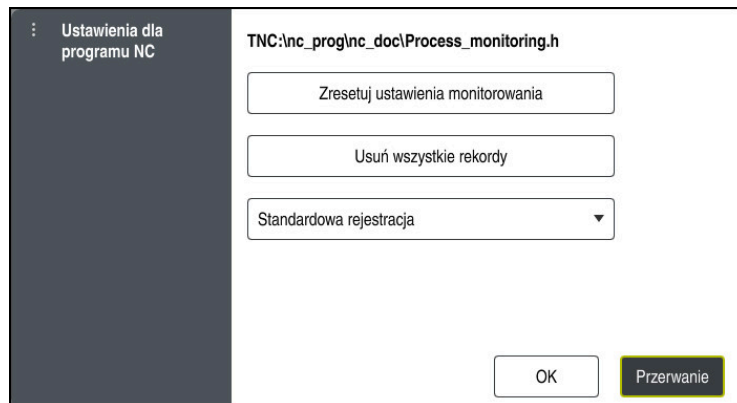 Ustawienia dla
programu NC
TNC:\nc_prog\nc_doc\Process_monitoring.h
Zresetuj ustawienia monitorowania
Usuń wszystkie rekordy
Standardowa rejestracja
OK
Przerwanie